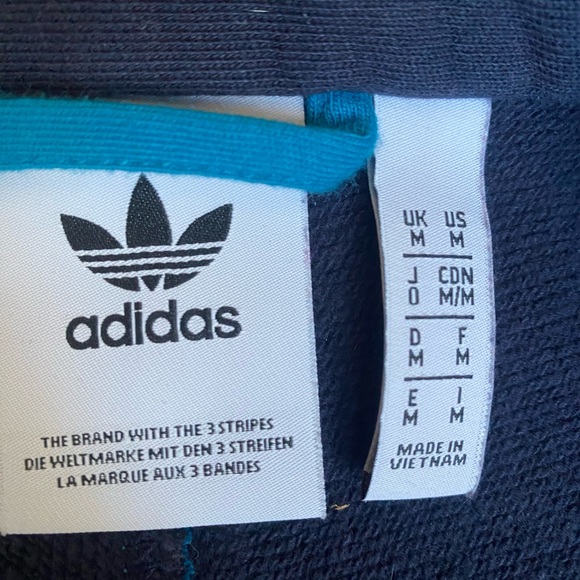 adidas
THE BRAND WITH THE 3 STRIPES
DIE WELTMARKE MIT DEN 3 STREIFEN
LA MARQUE AUX 3 BANDES
UK US
M M
J CDN
O M/M
D F
M M
E I
M M
MADE IN
VIETNAM